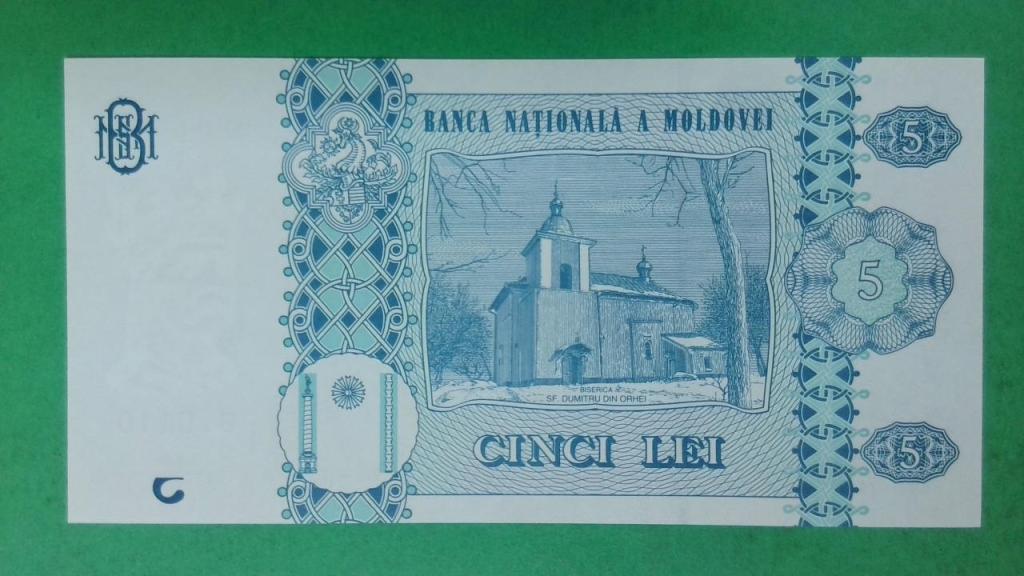 BANCA NAȚIONALĂ A MOLDOVEI
5
5
BISERICA
SF. DUMITRU DIN ORHEI
CINCI LEI
5